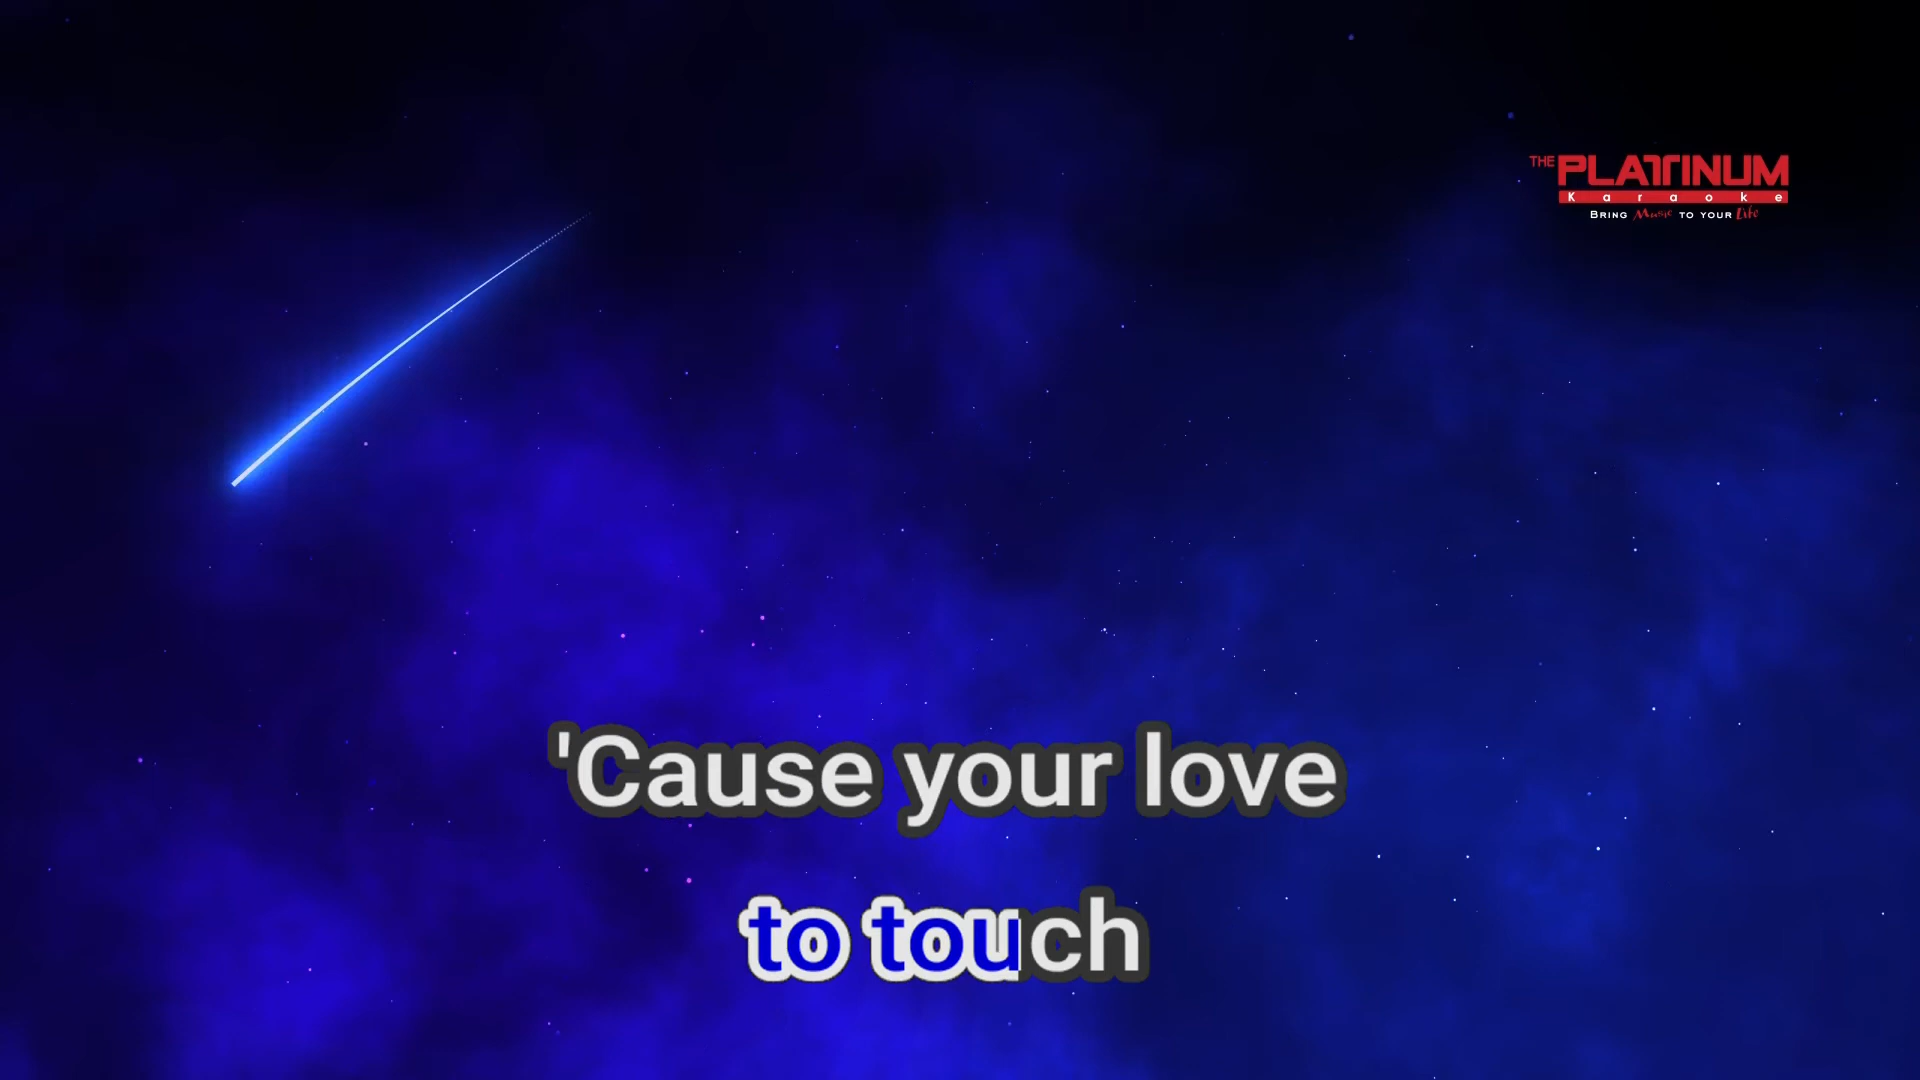 THE PLATINUM
Karaoke
BRING Music TO YOUR Life
'Cause your love
to touch